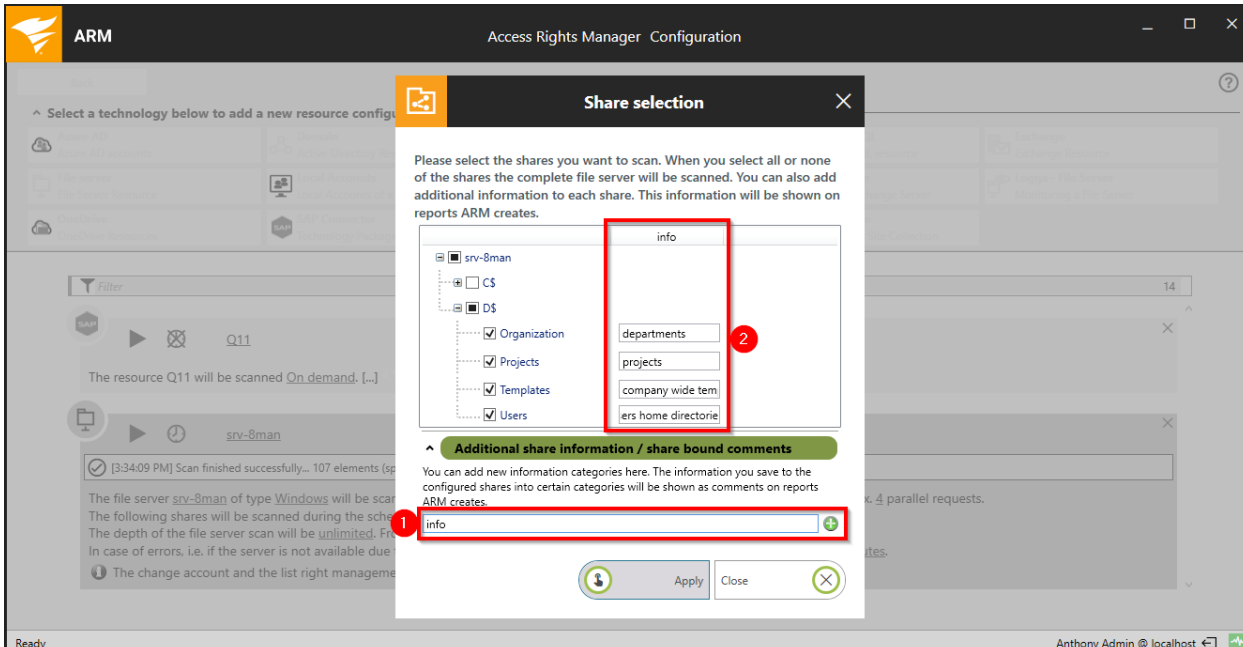 ARM
Access Rights Manager Configuration
Share selection
^ Select a technology below to add a new resource configu
Please select the shares you want to scan. When you select all or none
of the shares the complete file server will be scanned. You can also add
additional information to each share. This information will be shown on
reports ARM creates.
info
srv-8man
C$
D$
Organization
departments
2
Projects
projects
Templates
company wide tem
Users
ers home directorie
Additional share information / share bound comments
You can add new information categories here. The information you save to the
configured shares into certain categories will be shown as comments on reports
ARM creates.
1
info
Apply
Close
SAP
Filter
14
SAP
Q11
The resource Q11 will be scanned On demand. [...]
srv-8man
[3:34:09 PM] Scan finished successfully... 107 elements (sp
The file server srv-8man of type Windows will be scar
x. 4 parallel requests.
The following shares will be scanned during the sche
The depth of the file server scan will be unlimited. Fro
In case of errors, i.e. if the server is not available due
utes.
The change account and the list right manageme
Ready
Anthony Admin @ localhost